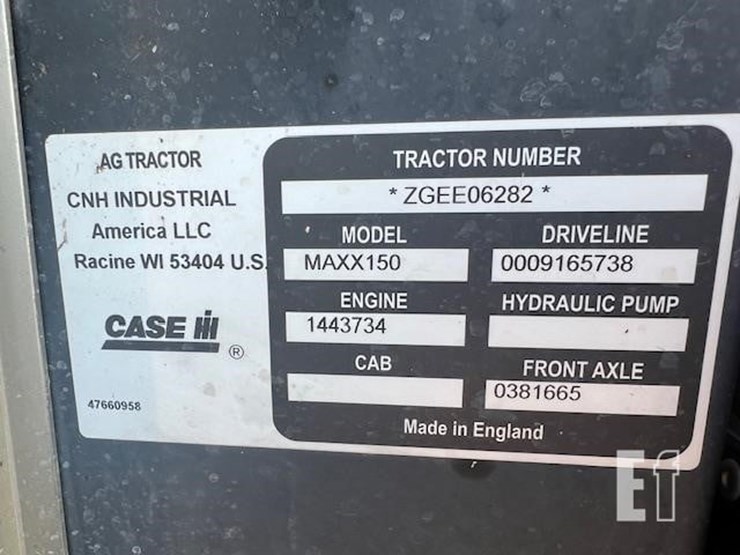 AG TRACTOR
CNH INDUSTRIAL
America LLC
Racine WI 53404 U.S.
CASE IH
®
47660958
TRACTOR NUMBER
* ZGEE06282 *
MODEL
MAXX150
DRIVELINE
0009165738
ENGINE
1443734
HYDRAULIC PUMP
CAB
FRONT AXLE
0381665
Made in England
Ef